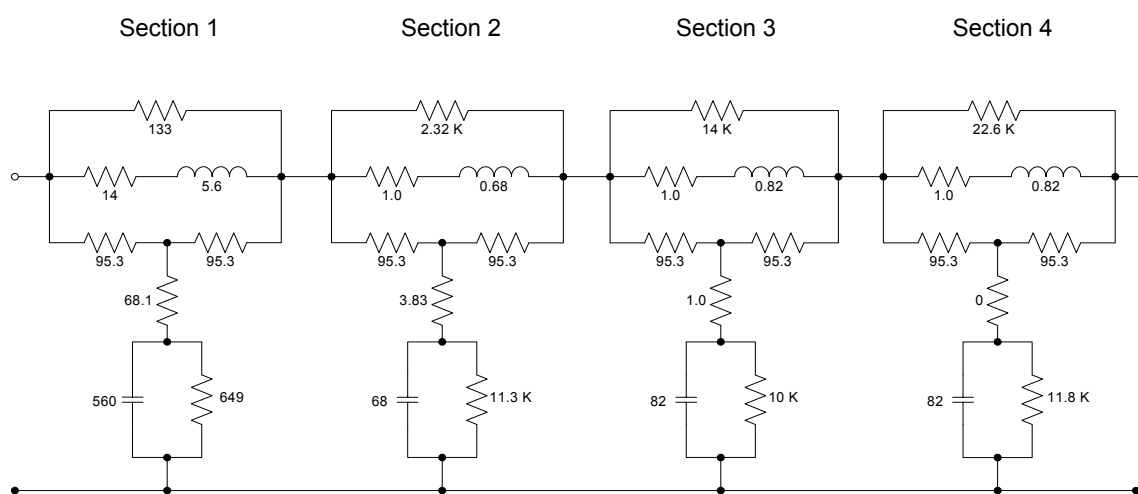 Section 1 Section 2 Section 3 Section 4
133 2.32 K 14 K 22.6 K
14 5.6 1.0 0.68 1.0 0.82 1.0 0.82
95.3 95.3 95.3 95.3 95.3 95.3 95.3 95.3
68.1 3.83 1.0 0
560 649 68 11.3 K 82 10 K 82 11.8 K